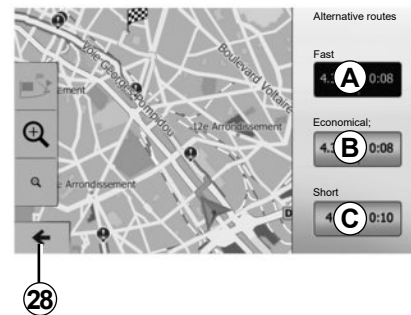 Alternative routes
Fast
A 0:08
Economical;
B 0:08
Short
C 0:10
Voie Georges Pompidou
Boulevard Voltaire
ement
12e Arrondissement
e Arrondissement
D
28